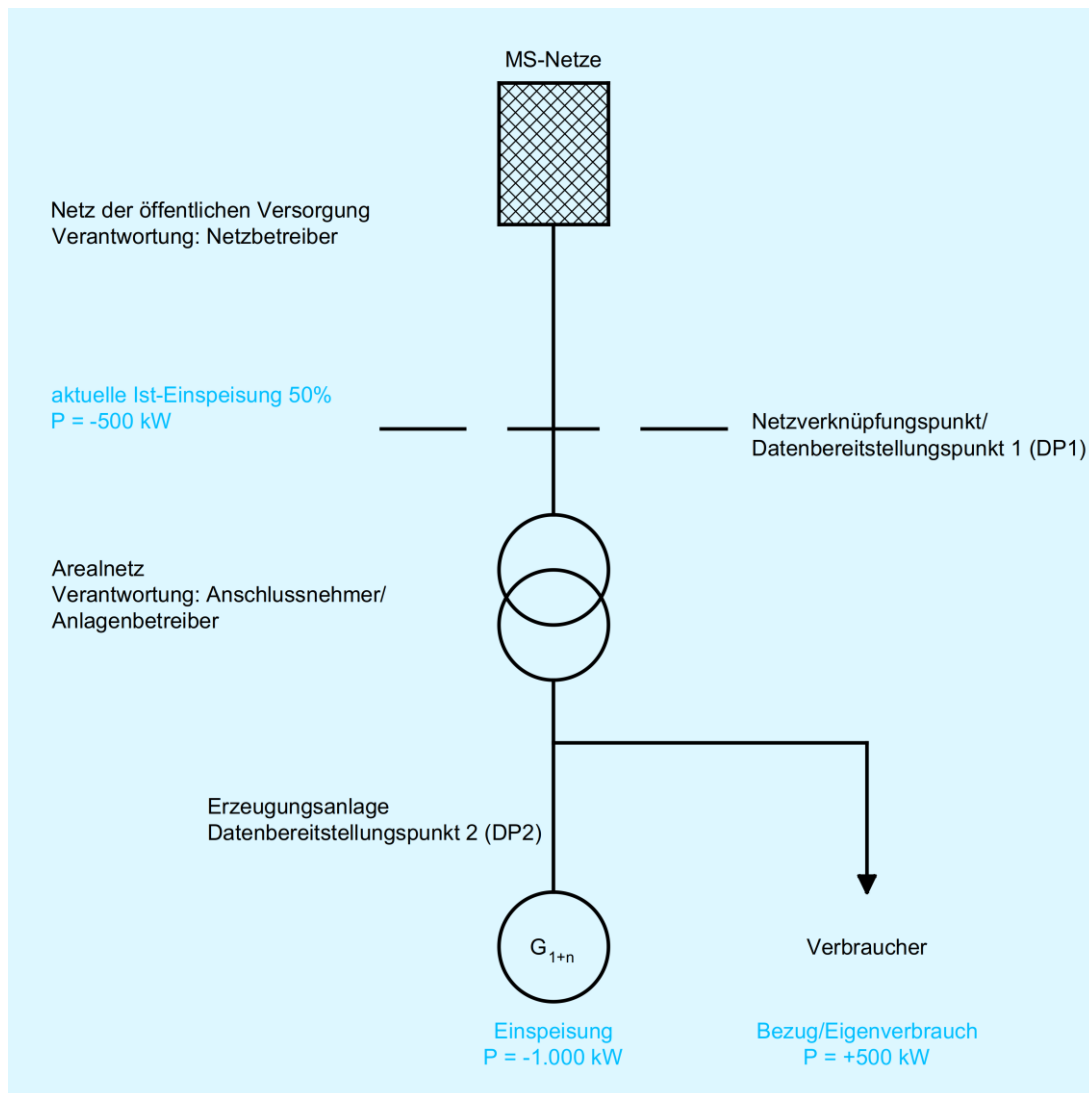 MS-Netze
Netz der öffentlichen Versorgung
Verantwortung: Netzbetreiber
aktuelle Ist-Einspeisung 50%
P = -500 kW
Netzverknüpfungspunkt/
Datenbereitstellungspunkt 1 (DP1)
Arealnetz
Verantwortung: Anschlussnehmer/
Anlagenbetreiber
Erzeugungsanlage
Datenbereitstellungspunkt 2 (DP2)
G1+n
Verbraucher
Einspeisung
P = -1.000 kW
Bezug/Eigenverbrauch
P = +500 kW